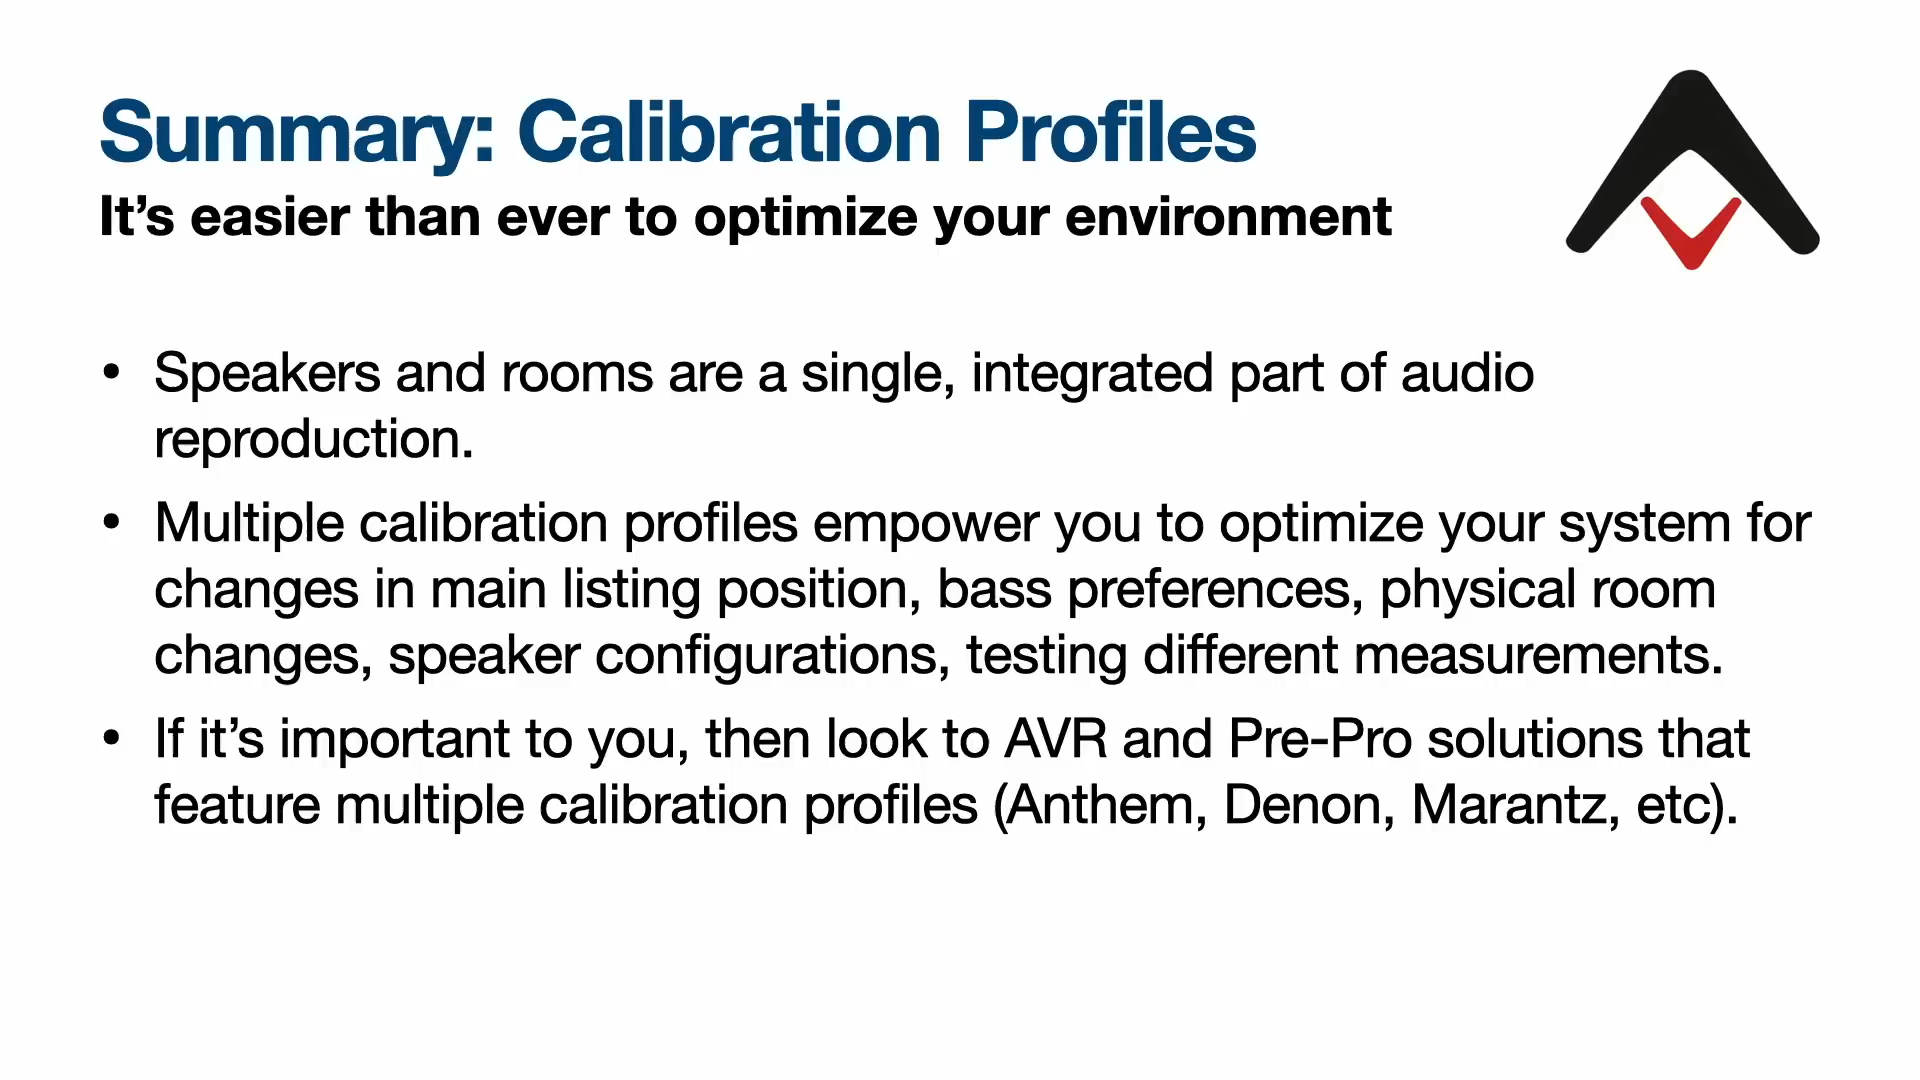 Summary: Calibration Profiles
It’s easier than ever to optimize your environment
• Speakers and rooms are a single, integrated part of audio
reproduction.
• Multiple calibration profiles empower you to optimize your system for
changes in main listing position, bass preferences, physical room
changes, speaker configurations, testing different measurements.
• If it’s important to you, then look to AVR and Pre-Pro solutions that
feature multiple calibration profiles (Anthem, Denon, Marantz, etc).